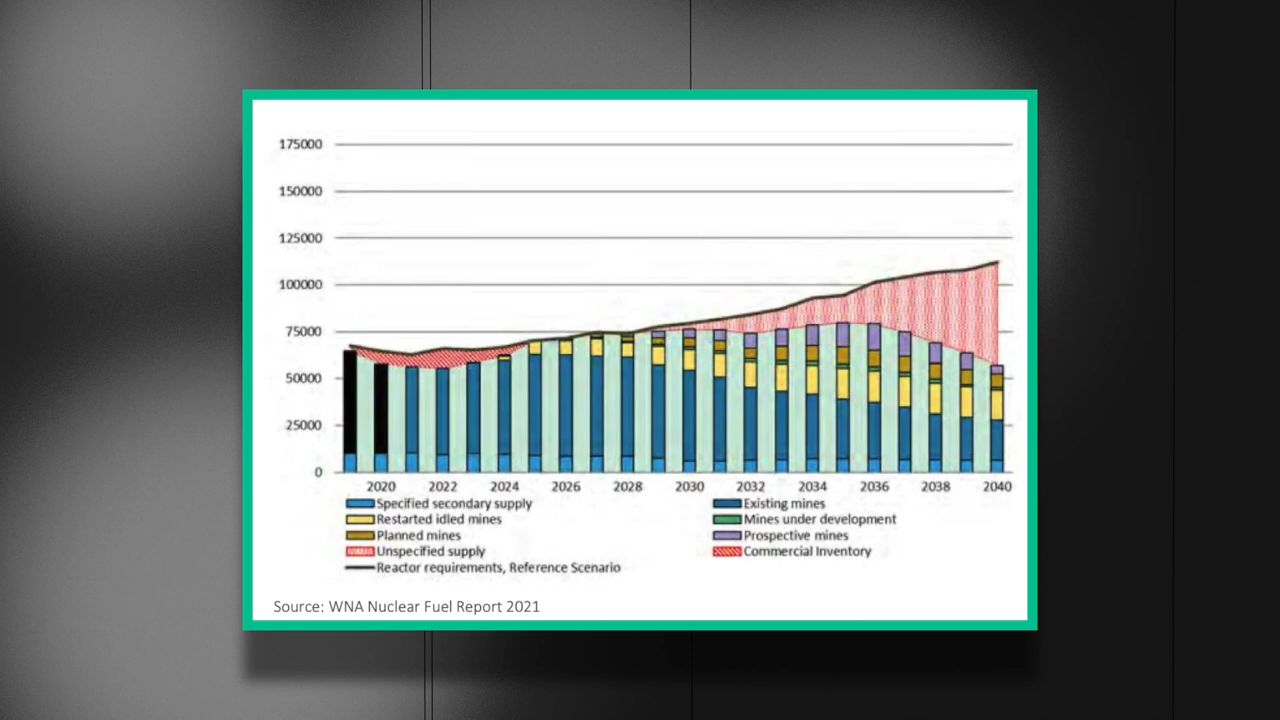 175000
150000
125000
100000
75000
50000
25000
0
2020 2022 2024 2026 2028 2030 2032 2034 2036 2038 2040
Specified secondary supply Existing mines
Restarted idled mines Mines under development
Planned mines Prospective mines
Unspecified supply Commercial Inventory
Reactor requirements, Reference Scenario
Source: WNA Nuclear Fuel Report 2021